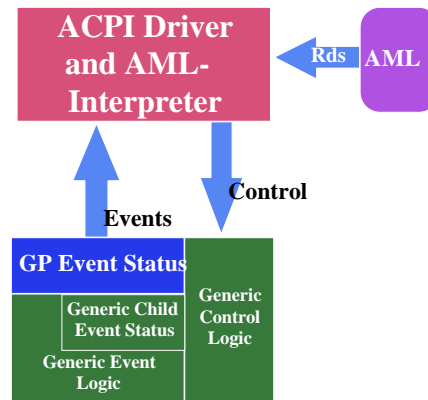 ACPI Driver
and AML-
Interpreter
Rds
AML
Events
Control
GP Event Status
Generic Child
Event Status
Generic Event
Logic
Generic
Control
Logic